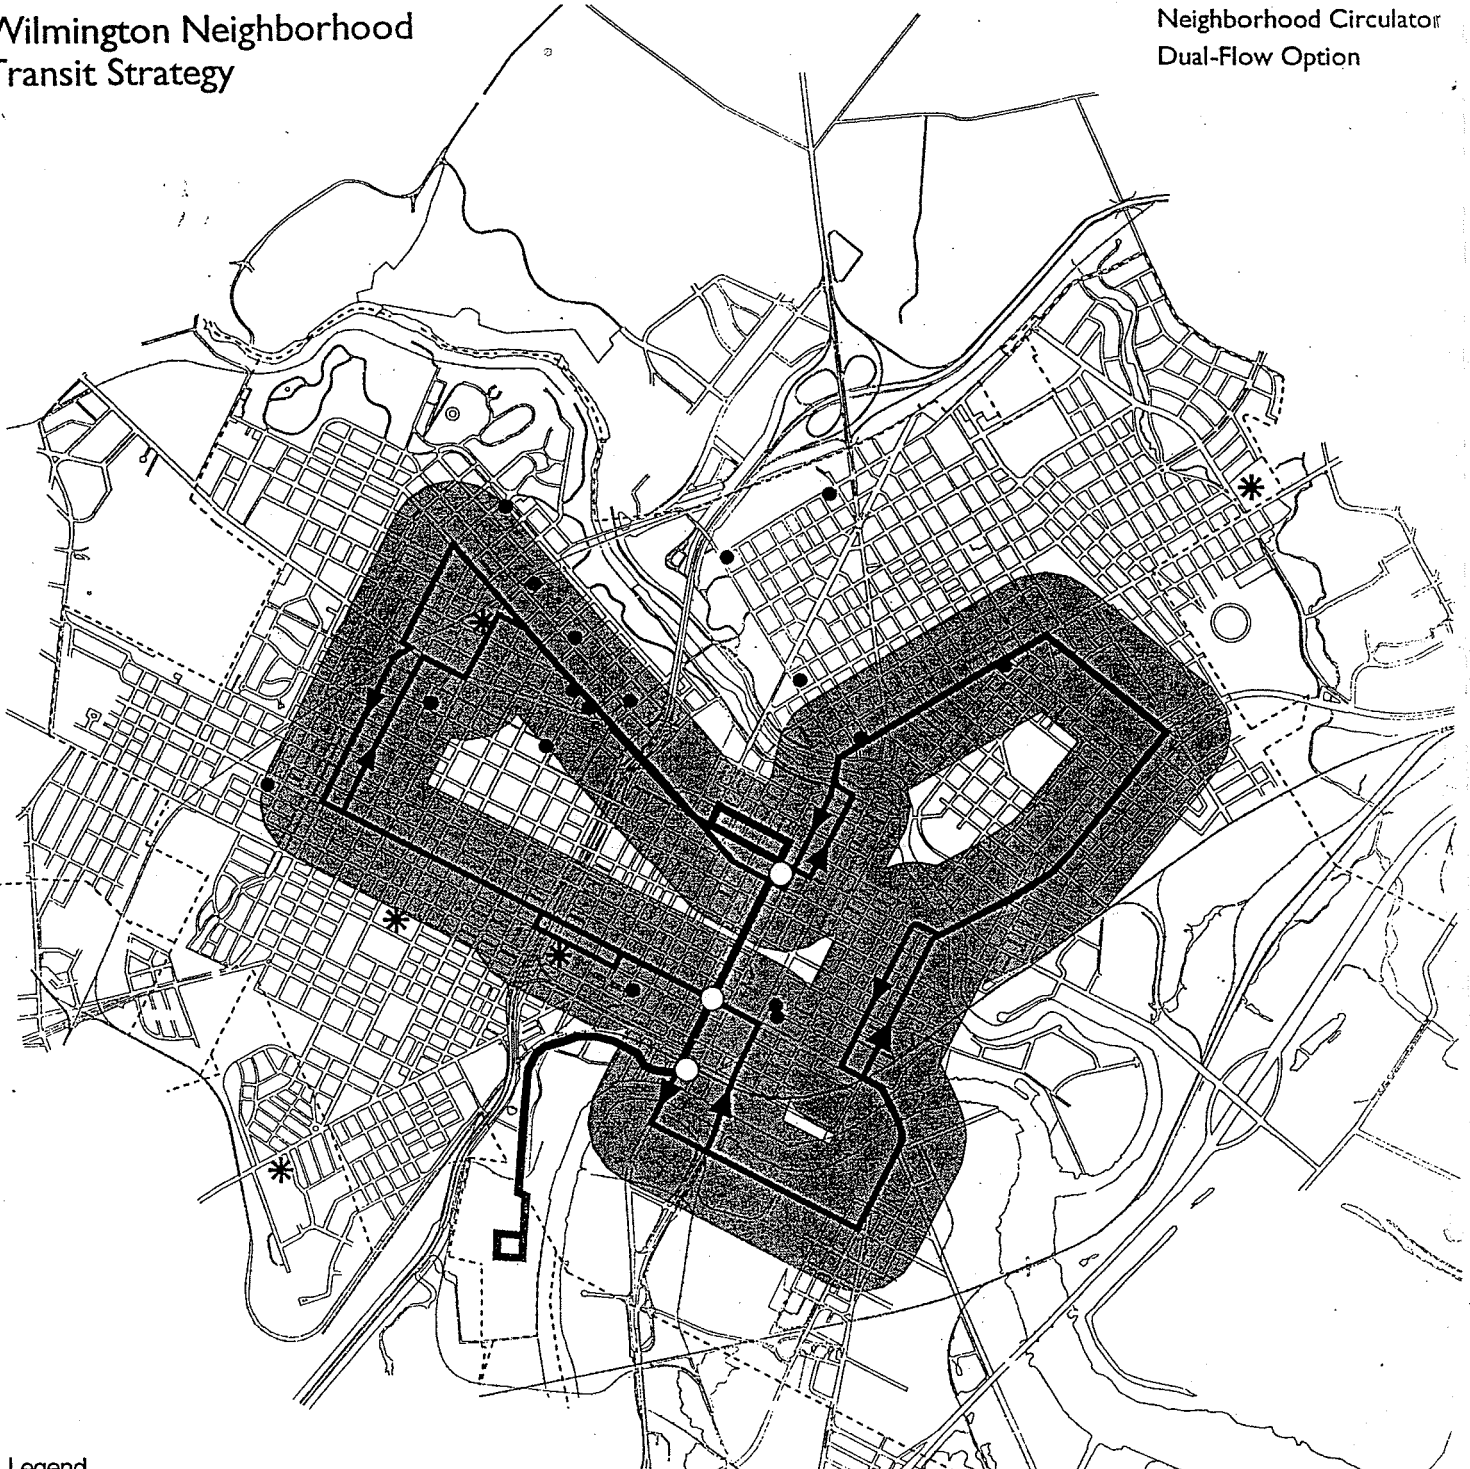 Wilmington Neighborhood
Transit Strategy
Neighborhood Circulator
Dual-Flow Option
Legend